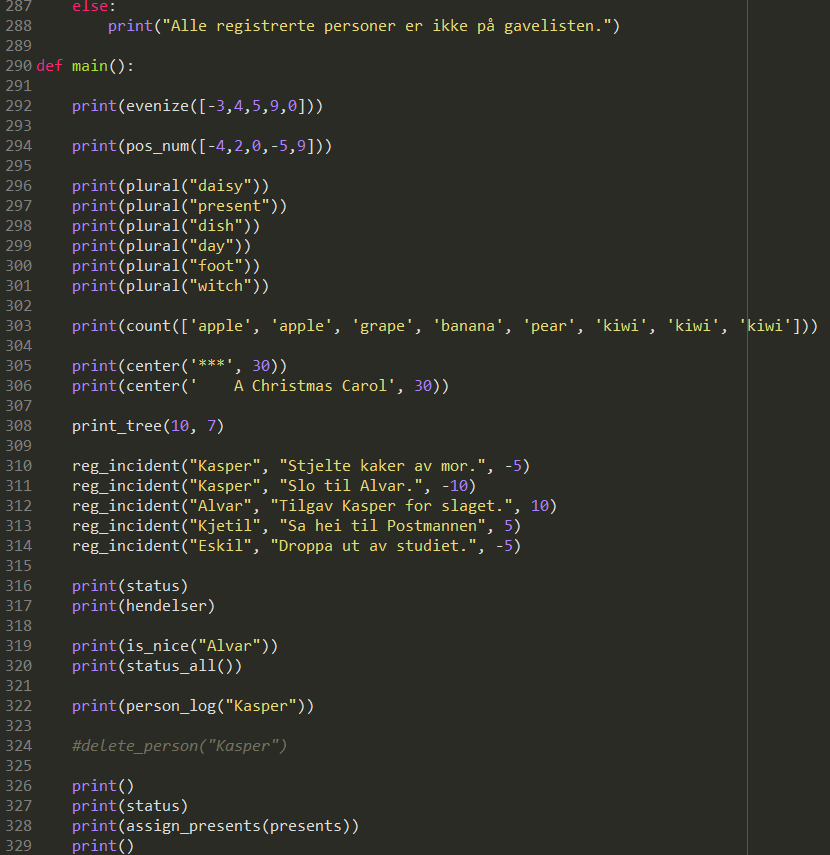 287     else:
288         print("Alle registrerte personer er ikke på gavelisten.")
289
290 def main():
291
292     print(evenize([-3,4,5,9,0]))
293
294     print(pos_num([-4,2,0,-5,9]))
295
296     print(plural("daisy"))
297     print(plural("present"))
298     print(plural("dish"))
299     print(plural("day"))
300     print(plural("foot"))
301     print(plural("witch"))
302
303     print(count(['apple', 'apple', 'grape', 'banana', 'pear', 'kiwi', 'kiwi', 'kiwi']))
304
305     print(center('***', 30))
306     print(center('    A Christmas Carol', 30))
307
308     print_tree(10, 7)
309
310     reg_incident("Kasper", "Stjelte kaker av mor.", -5)
311     reg_incident("Kasper", "Slo til Alvar.", -10)
312     reg_incident("Alvar", "Tilgav Kasper for slaget.", 10)
313     reg_incident("Kjetil", "Sa hei til Postmannen", 5)
314     reg_incident("Eskil", "Droppa ut av studiet.", -5)
315
316     print(status)
317     print(hendelser)
318
319     print(is_nice("Alvar"))
320     print(status_all())
321
322     print(person_log("Kasper"))
323
324     #delete_person("Kasper")
325
326     print()
327     print(status)
328     print(assign_presents(presents))
329     print()